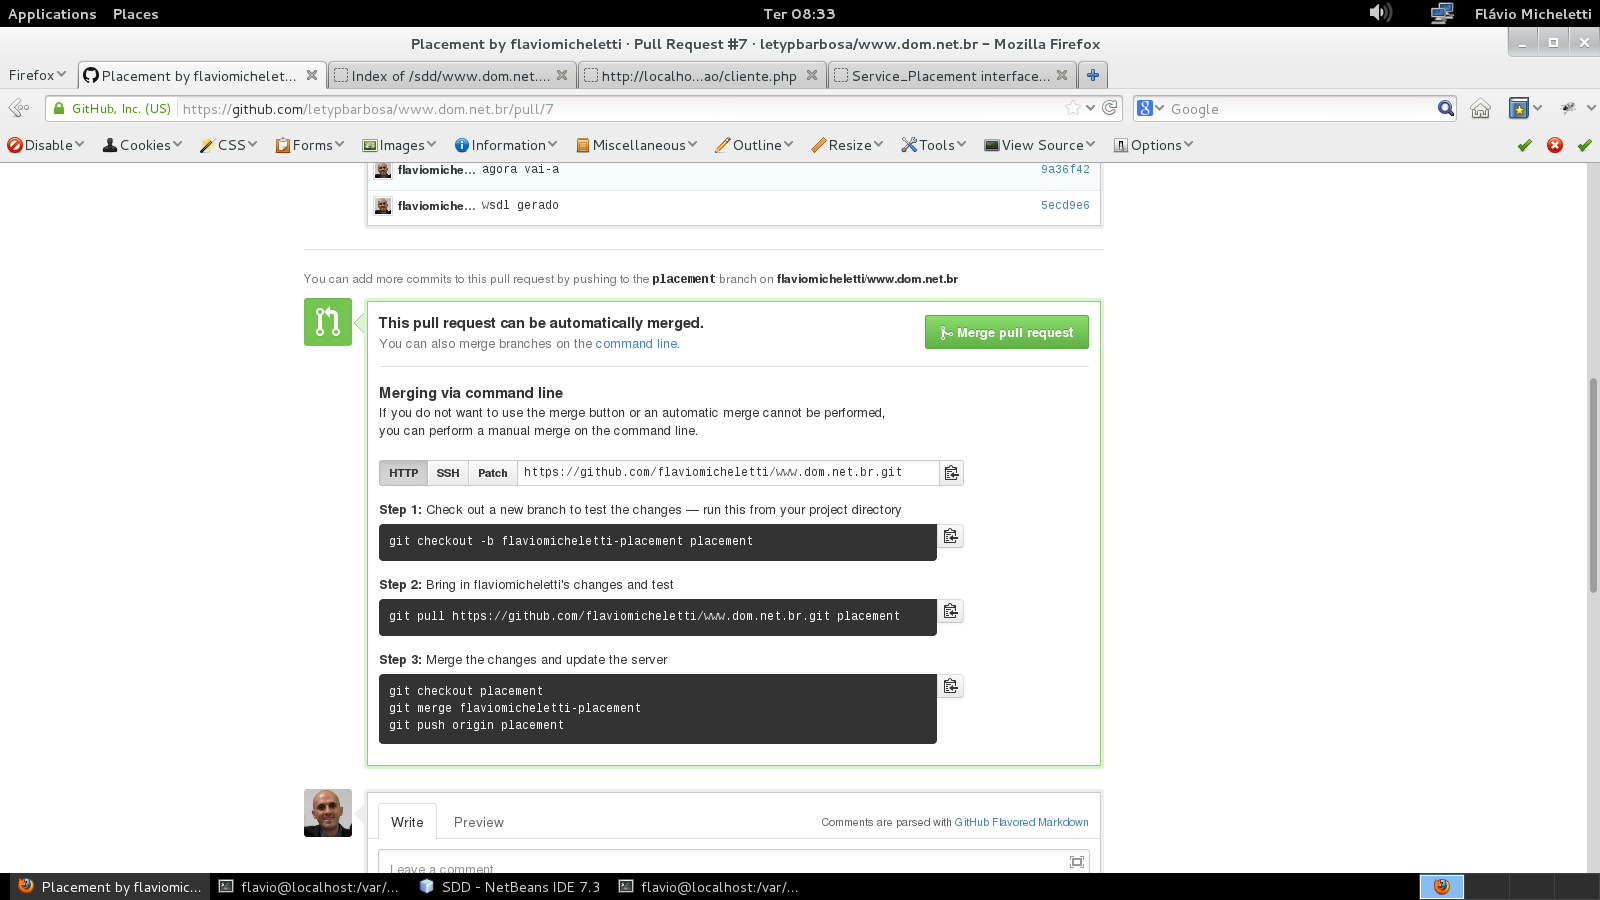 Applications Places Ter 08:33 Flávio Micheletti
Placement by flaviomicheletti · Pull Request #7 · letypbarbosa/www.dom.net.br – Mozilla Firefox
Firefox Placement by flaviomichelet... Index of /sdd/www.dom.net.... http://localho...ao/cliente.php Service_Placement interface...
GitHub, Inc. (US) https://github.com/letypbarbosa/www.dom.net.br/pull/7 Google
Disable Cookies CSS Forms Images Information Miscellaneous Outline Resize Tools View Source Options
flaviomiche... agora vai-a 9a36f42
flaviomiche... wsdl gerado 5ecd9e6
You can add more commits to this pull request by pushing to the placement branch on flaviomicheletti/www.dom.net.br
This pull request can be automatically merged.
You can also merge branches on the command line.
Merge pull request
Merging via command line
If you do not want to use the merge button or an automatic merge cannot be performed,
you can perform a manual merge on the command line.
HTTP SSH Patch https://github.com/flaviomicheletti/www.dom.net.br.git
Step 1: Check out a new branch to test the changes — run this from your project directory
git checkout -b flaviomicheletti-placement placement
Step 2: Bring in flaviomicheletti's changes and test
git pull https://github.com/flaviomicheletti/www.dom.net.br.git placement
Step 3: Merge the changes and update the server
git checkout placement
git merge flaviomicheletti-placement
git push origin placement
Write Preview Comments are parsed with GitHub Flavored Markdown
Leave a comment
Placement by flaviomic... flavio@localhost:/var/... SDD - NetBeans IDE 7.3 flavio@localhost:/var/...